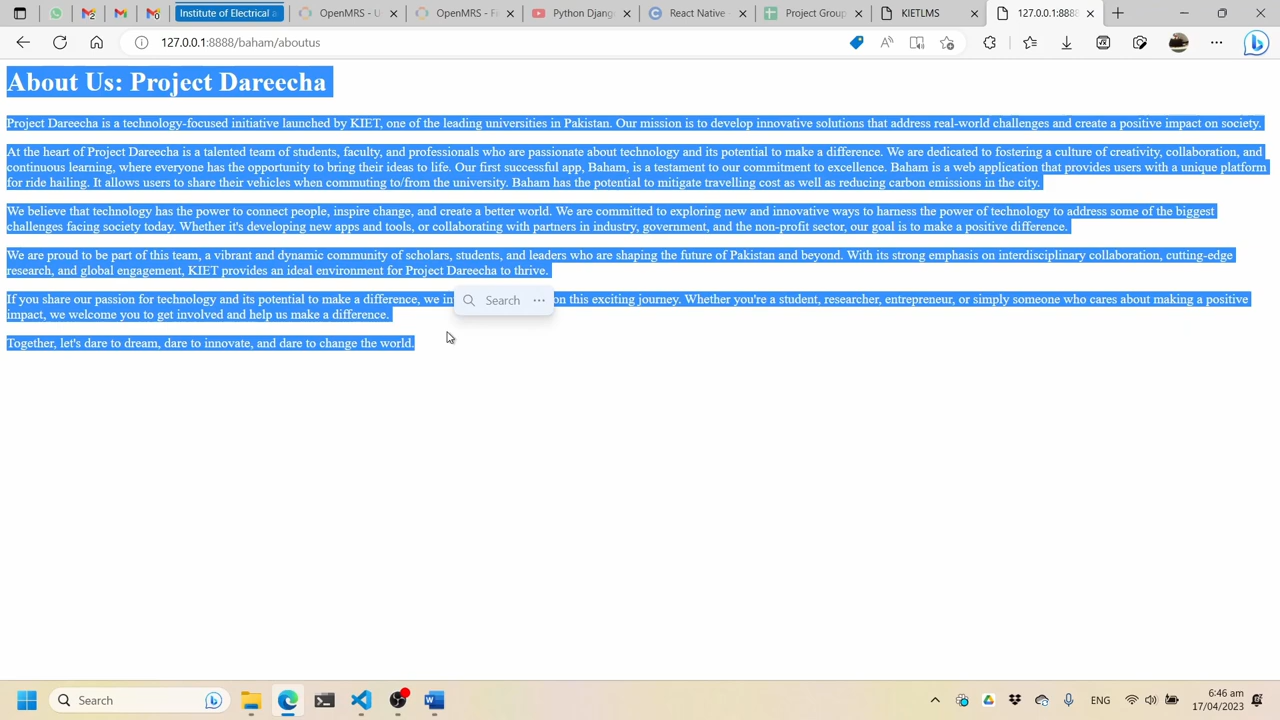 Institute of Electrical a
OpenMRS - U
OpenMRS - Fi
Python Djang
React Native -
Project Group
KIETLMS
127.0.0.1:8888
127.0.0.1:8888/baham/aboutus
About Us: Project Dareecha
Project Dareecha is a technology-focused initiative launched by KIET, one of the leading universities in Pakistan. Our mission is to develop innovative solutions that address real-world challenges and create a positive impact on society.
At the heart of Project Dareecha is a talented team of students, faculty, and professionals who are passionate about technology and its potential to make a difference. We are dedicated to fostering a culture of creativity, collaboration, and
continuous learning, where everyone has the opportunity to bring their ideas to life. Our first successful app, Baham, is a testament to our commitment to excellence. Baham is a web application that provides users with a unique platform
for ride hailing. It allows users to share their vehicles when commuting to/from the university. Baham has the potential to mitigate travelling cost as well as reducing carbon emissions in the city.
We believe that technology has the power to connect people, inspire change, and create a better world. We are committed to exploring new and innovative ways to harness the power of technology to address some of the biggest
challenges facing society today. Whether it's developing new apps and tools, or collaborating with partners in industry, government, and the non-profit sector, our goal is to make a positive difference.
We are proud to be part of this team, a vibrant and dynamic community of scholars, students, and leaders who are shaping the future of Pakistan and beyond. With its strong emphasis on interdisciplinary collaboration, cutting-edge
research, and global engagement, KIET provides an ideal environment for Project Dareecha to thrive.
If you share our passion for technology and its potential to make a difference, we in Search on this exciting journey. Whether you're a student, researcher, entrepreneur, or simply someone who cares about making a positive
impact, we welcome you to get involved and help us make a difference.
Together, let's dare to dream, dare to innovate, and dare to change the world.
Search
ENG
6:46 am
17/04/2023